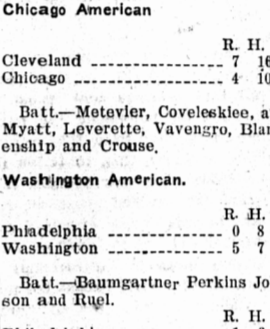 Chicago American
R. H.
Cleveland ---------------- 7 16
Chicago ------------------ 4 10
Batt.—Metevier, Coveleskiee, a
Myatt, Leverette, Vavengro, Blan
enship and Crouse.
Washington American.
R. H.
Philadelphia -------------- 0 8
Washington -------------- 5 7
Batt.—Baumgartner Perkins Jo
son and Ruel.
R. H.